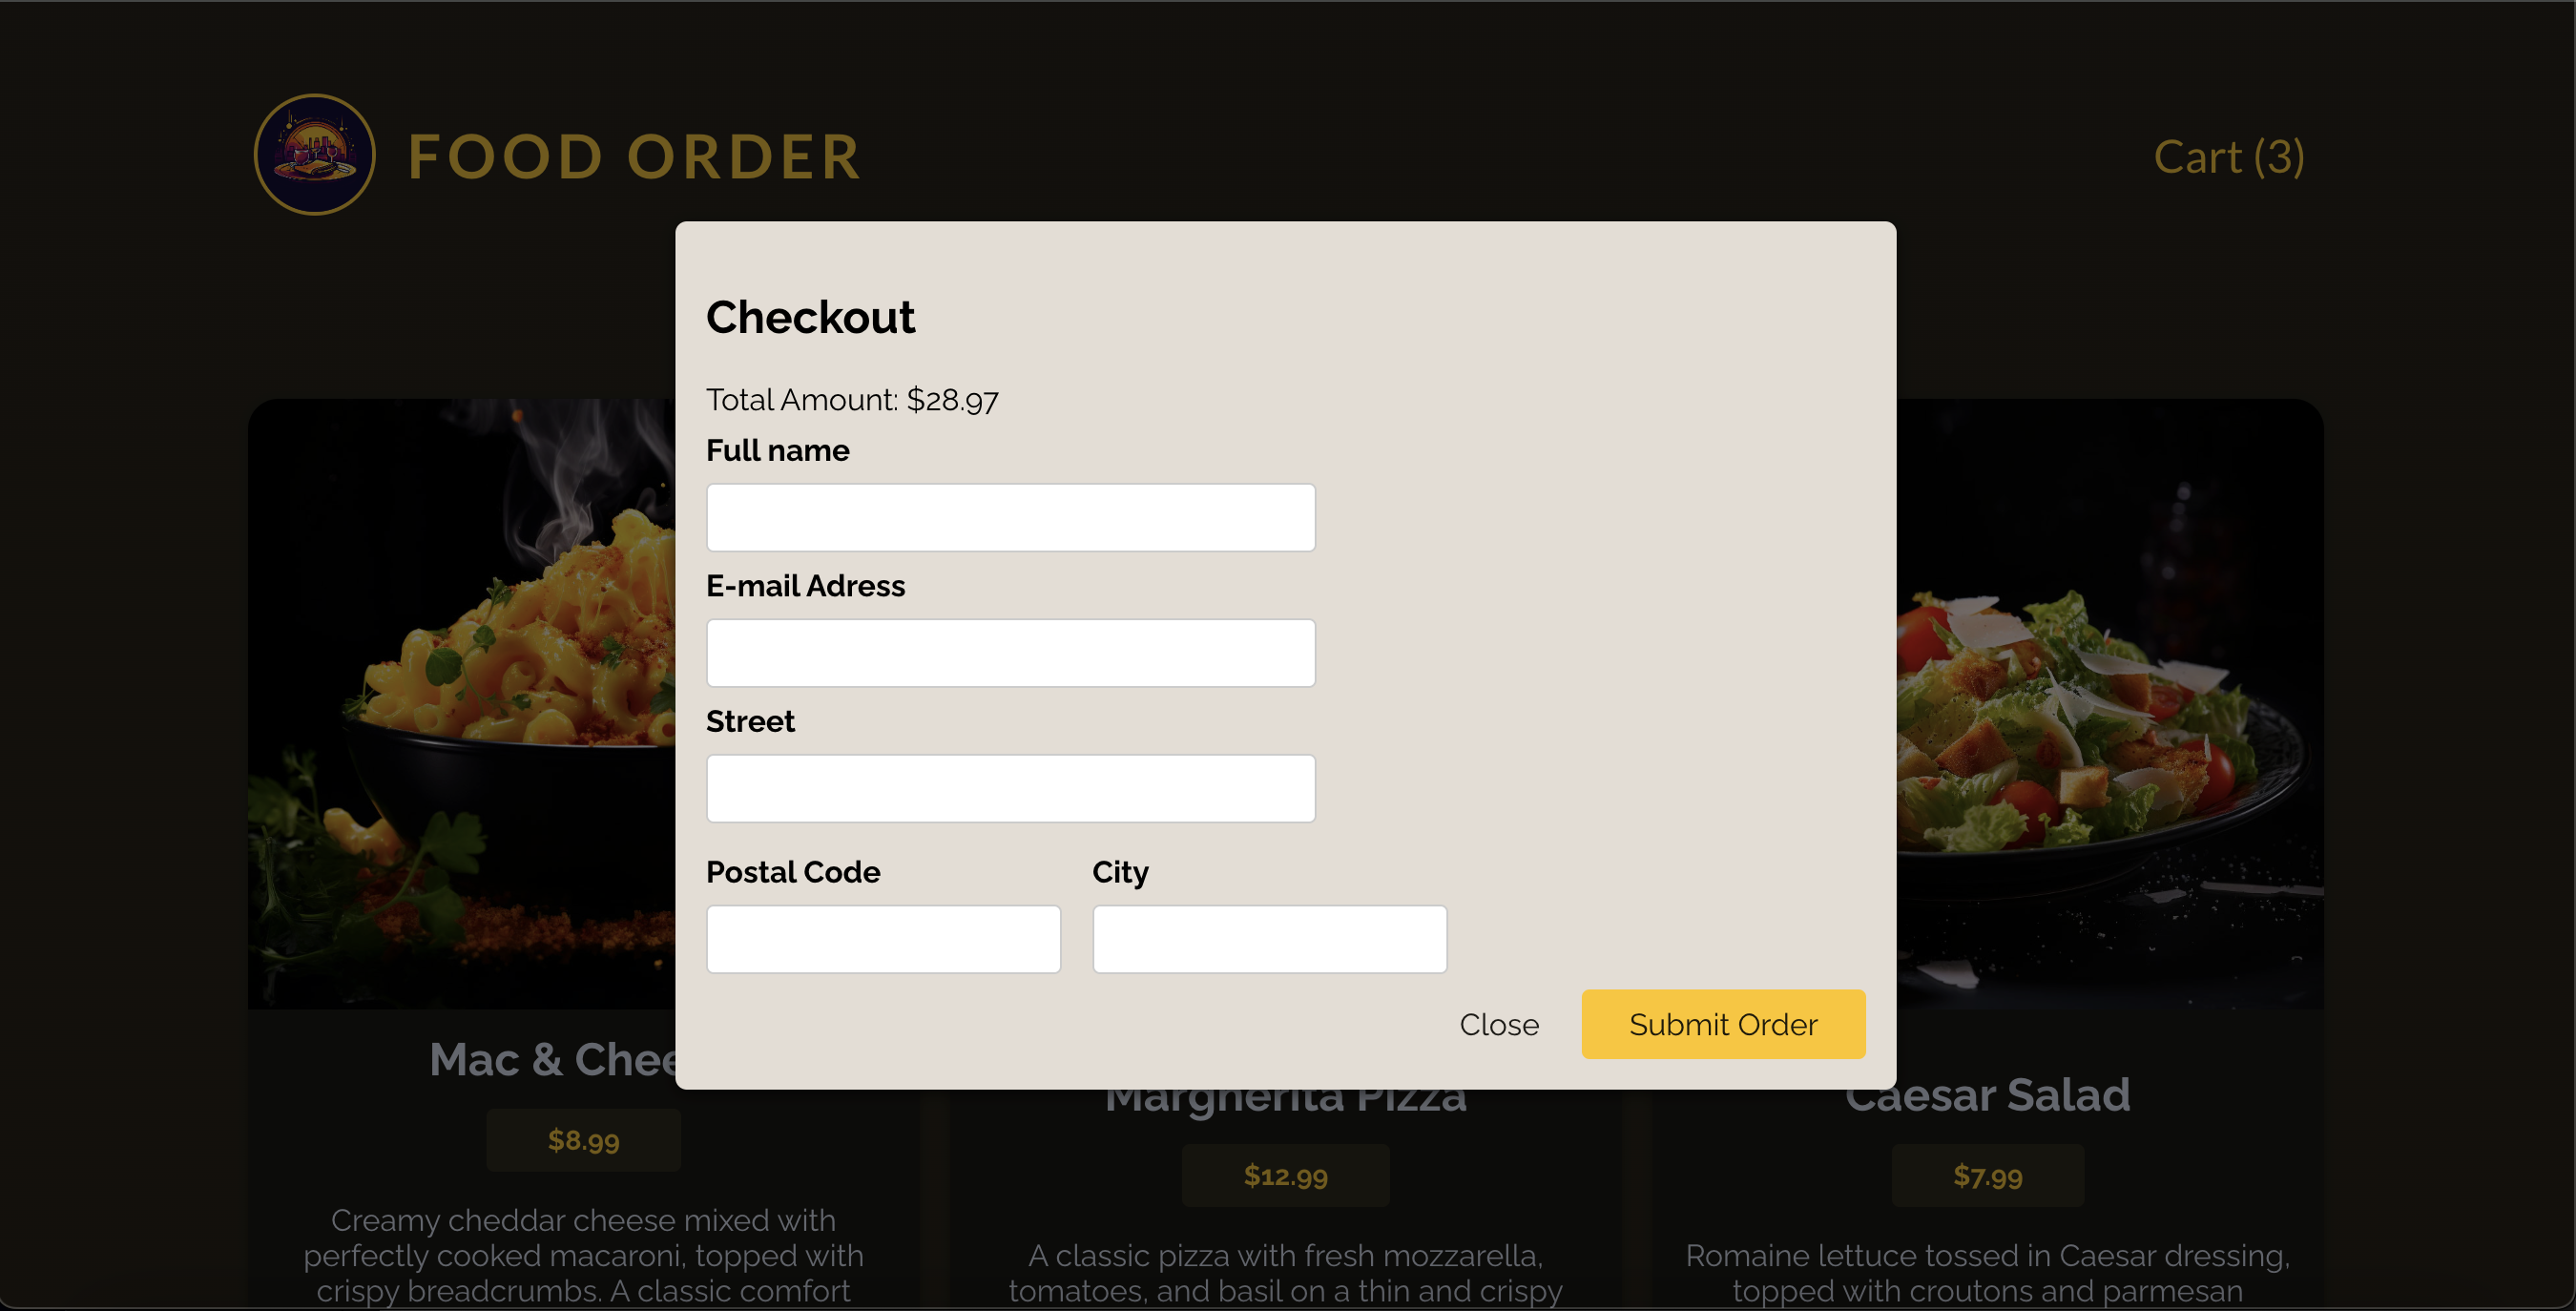 FOOD ORDER
Cart (3)
Checkout
Total Amount: $28.97
Full name
E-mail Adress
Street
Postal Code
City
Close
Submit Order
Mac & Chee
$8.99
Creamy cheddar cheese mixed with
perfectly cooked macaroni, topped with
crispy breadcrumbs. A classic comfort
Margherita Pizza
$12.99
A classic pizza with fresh mozzarella,
tomatoes, and basil on a thin and crispy
Caesar Salad
$7.99
Romaine lettuce tossed in Caesar dressing,
topped with croutons and parmesan